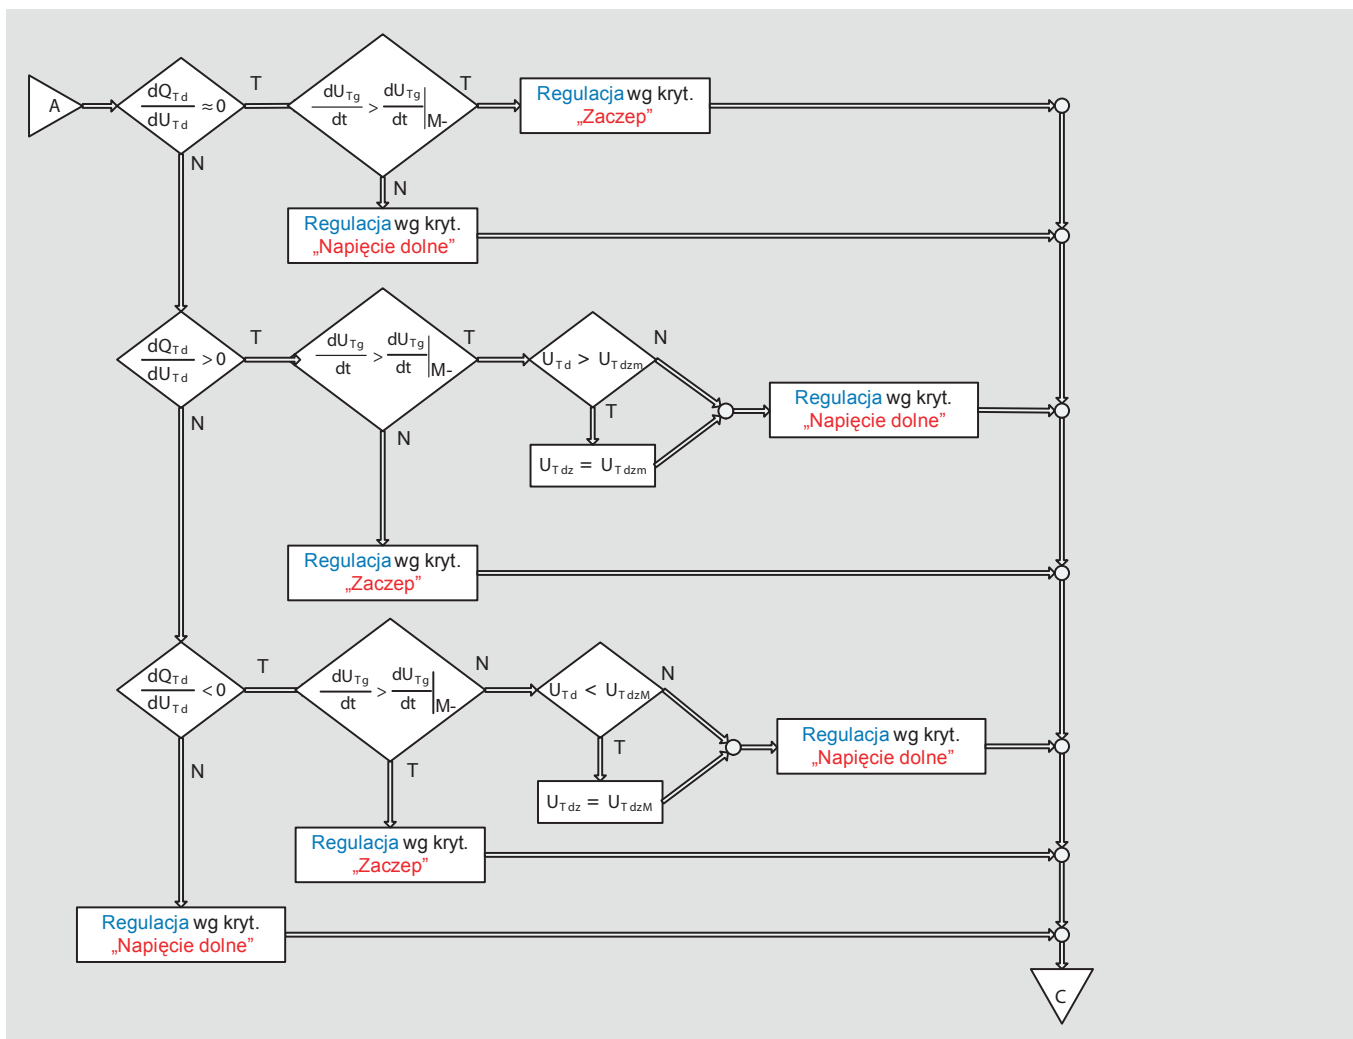 A
dQTd
dUTd
≈ 0
T
dUTg
dt
>
dUTg
dt
M-
T
Regulacja wg kryt.
„Zaczep”
N
N
Regulacja wg kryt.
„Napięcie dolne”
dQTd
dUTd
> 0
T
dUTg
dt
>
dUTg
dt
M-
T
UTd > UTdzm
N
T
UTdz = UTdzm
Regulacja wg kryt.
„Napięcie dolne”
N
N
Regulacja wg kryt.
„Zaczep”
dQTd
dUTd
< 0
T
dUTg
dt
>
dUTg
dt
M-
N
UTd < UTdzM
N
T
UTdz = UTdzM
Regulacja wg kryt.
„Napięcie dolne”
N
T
Regulacja wg kryt.
„Zaczep”
Regulacja wg kryt.
„Napięcie dolne”
C